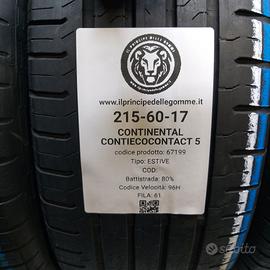 IL PRINCIPE DELLE GOMME
www.ilprincipedellegomme.it
215-60-17
CONTINENTAL
CONTIECOCONTACT 5
codice prodotto: 67199
Tipo: ESTIVE
COD:
Battistrada: 80%
Codice Velocità: 96H
FILA: 61
subito